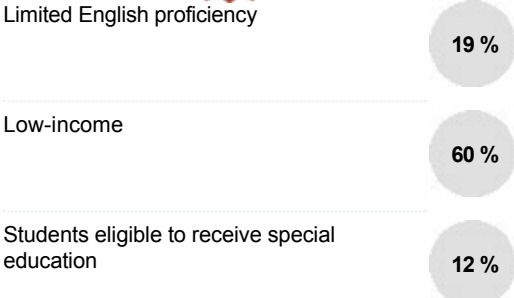 Limited English proficiency
19 %
Low-income
60 %
Students eligible to receive special
education
12 %